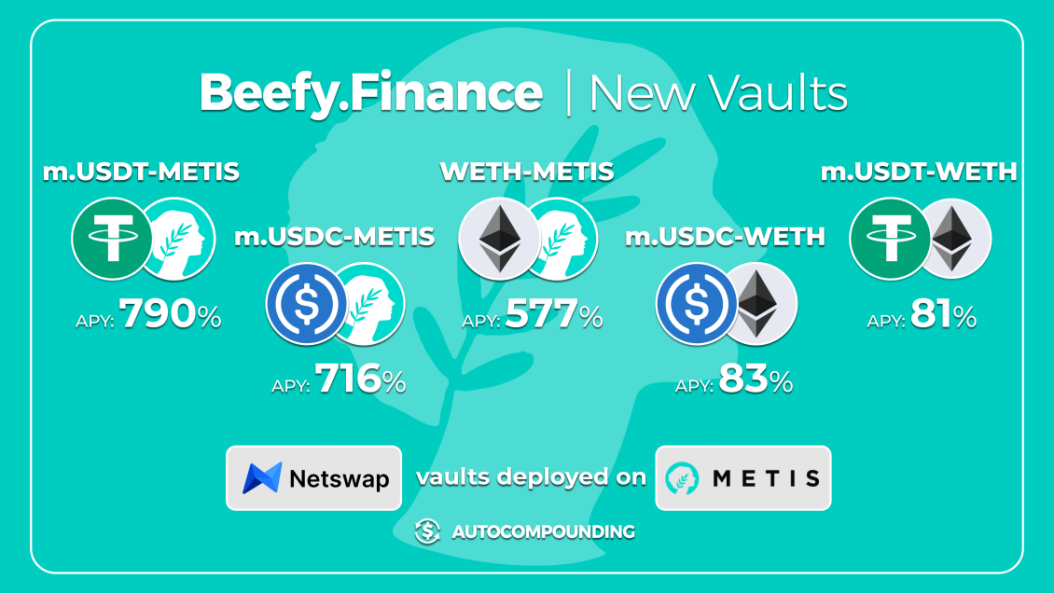 Beefy.Finance | New Vaults
m.USDT-METIS
APY: 790%
m.USDC-METIS
APY: 716%
WETH-METIS
APY: 577%
m.USDC-WETH
APY: 83%
m.USDT-WETH
APY: 81%
Netswap vaults deployed on METIS
AUTOCOMPOUNDING